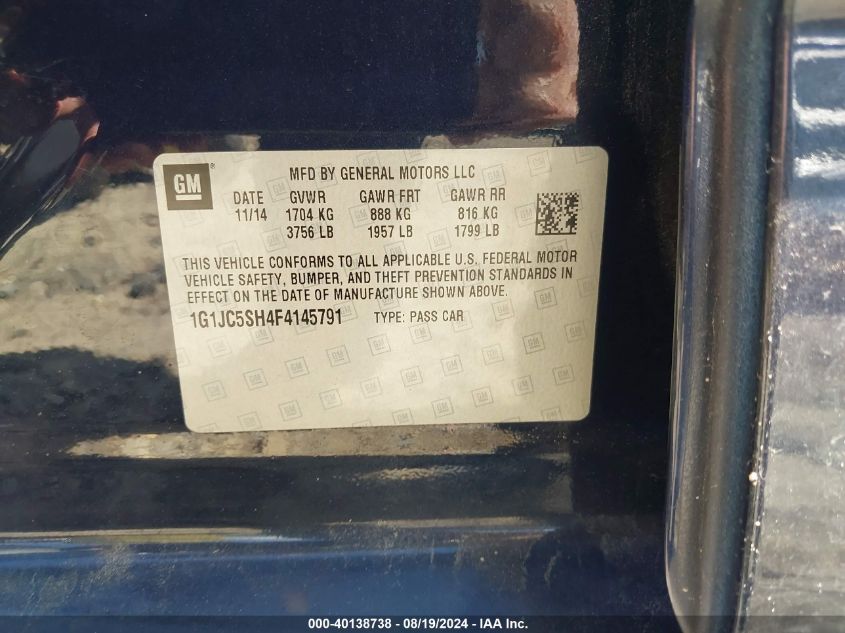 GM®
MFD BY GENERAL MOTORS LLC
DATE GVWR GAWR FRT GAWR RR
11/14 1704 KG 888 KG 816 KG
3756 LB 1957 LB 1799 LB
THIS VEHICLE CONFORMS TO ALL APPLICABLE U.S. FEDERAL MOTOR
VEHICLE SAFETY, BUMPER, AND THEFT PREVENTION STANDARDS IN
EFFECT ON THE DATE OF MANUFACTURE SHOWN ABOVE.
1G1JC5SH4F4145791 TYPE: PASS CAR
000-40138738 - 08/19/2024 - IAA Inc.